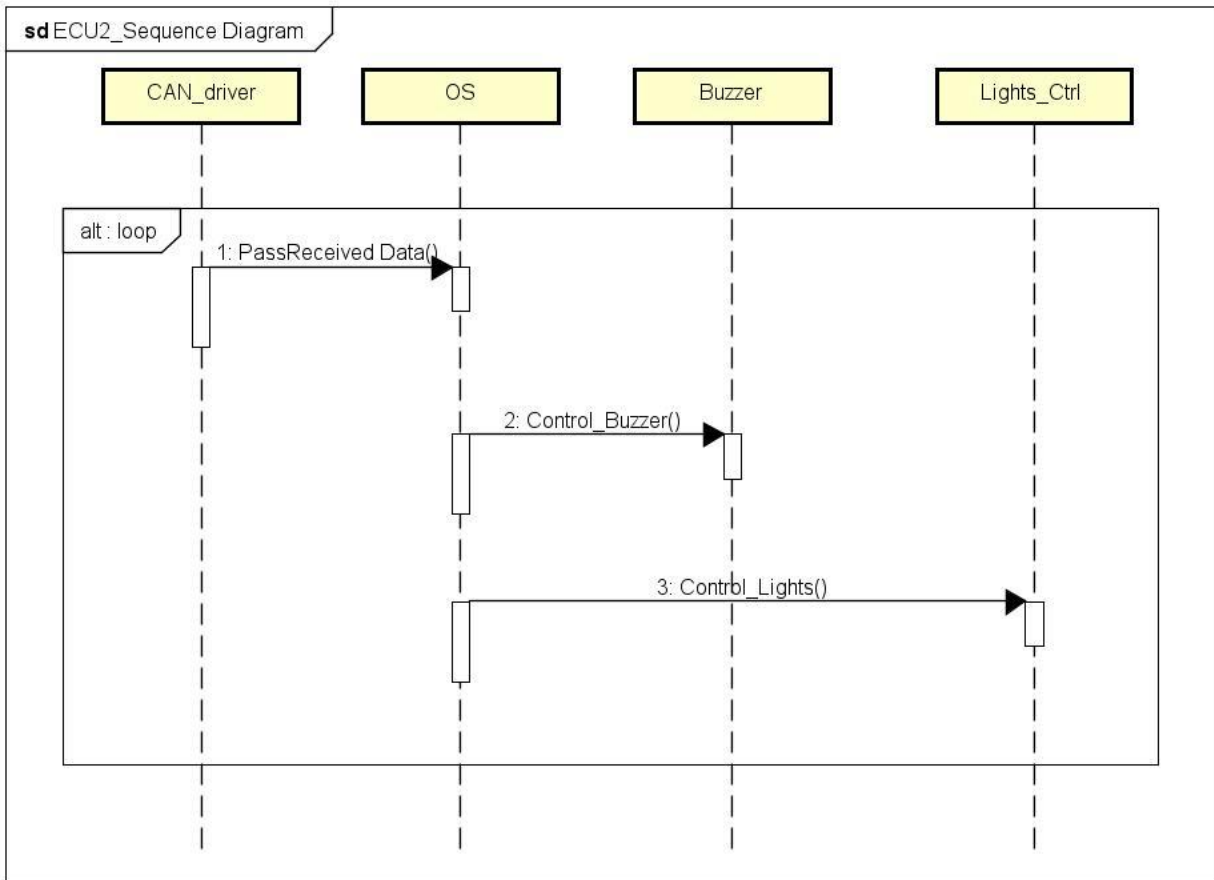 sd ECU2_Sequence Diagram
CAN_driver
OS
Buzzer
Lights_Ctrl
alt : loop
1: PassReceived Data()
2: Control_Buzzer()
3: Control_Lights()